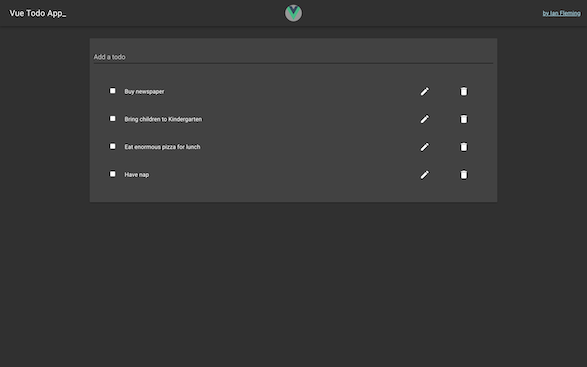 Vue Todo App_
by Ian Fleming
Add a todo
Buy newspaper
Bring children to Kindergarten
Eat enormous pizza for lunch
Have nap